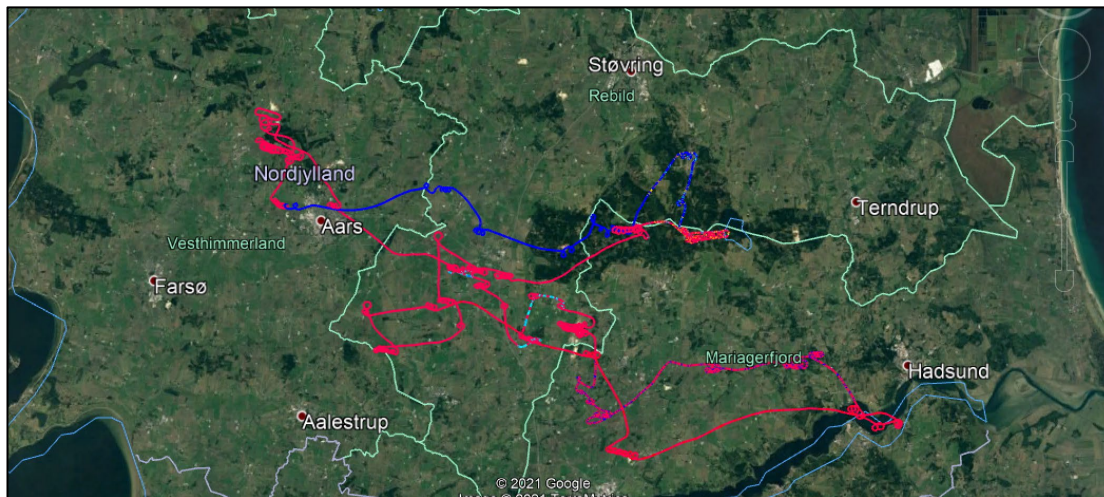 Støvring
Rebild
Nordjylland
Terndrup
Aars
Vesthimmerland
Farsø
Mariagerfjord
Hadsund
Aalestrup
© 2021 Google